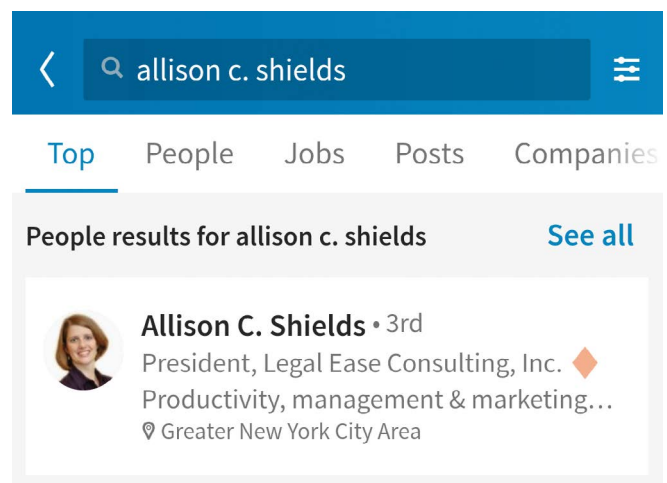 allison c. shields
Top People Jobs Posts Companies
People results for allison c. shields See all
Allison C. Shields • 3rd
President, Legal Ease Consulting, Inc. ♦
Productivity, management & marketing...
Greater New York City Area